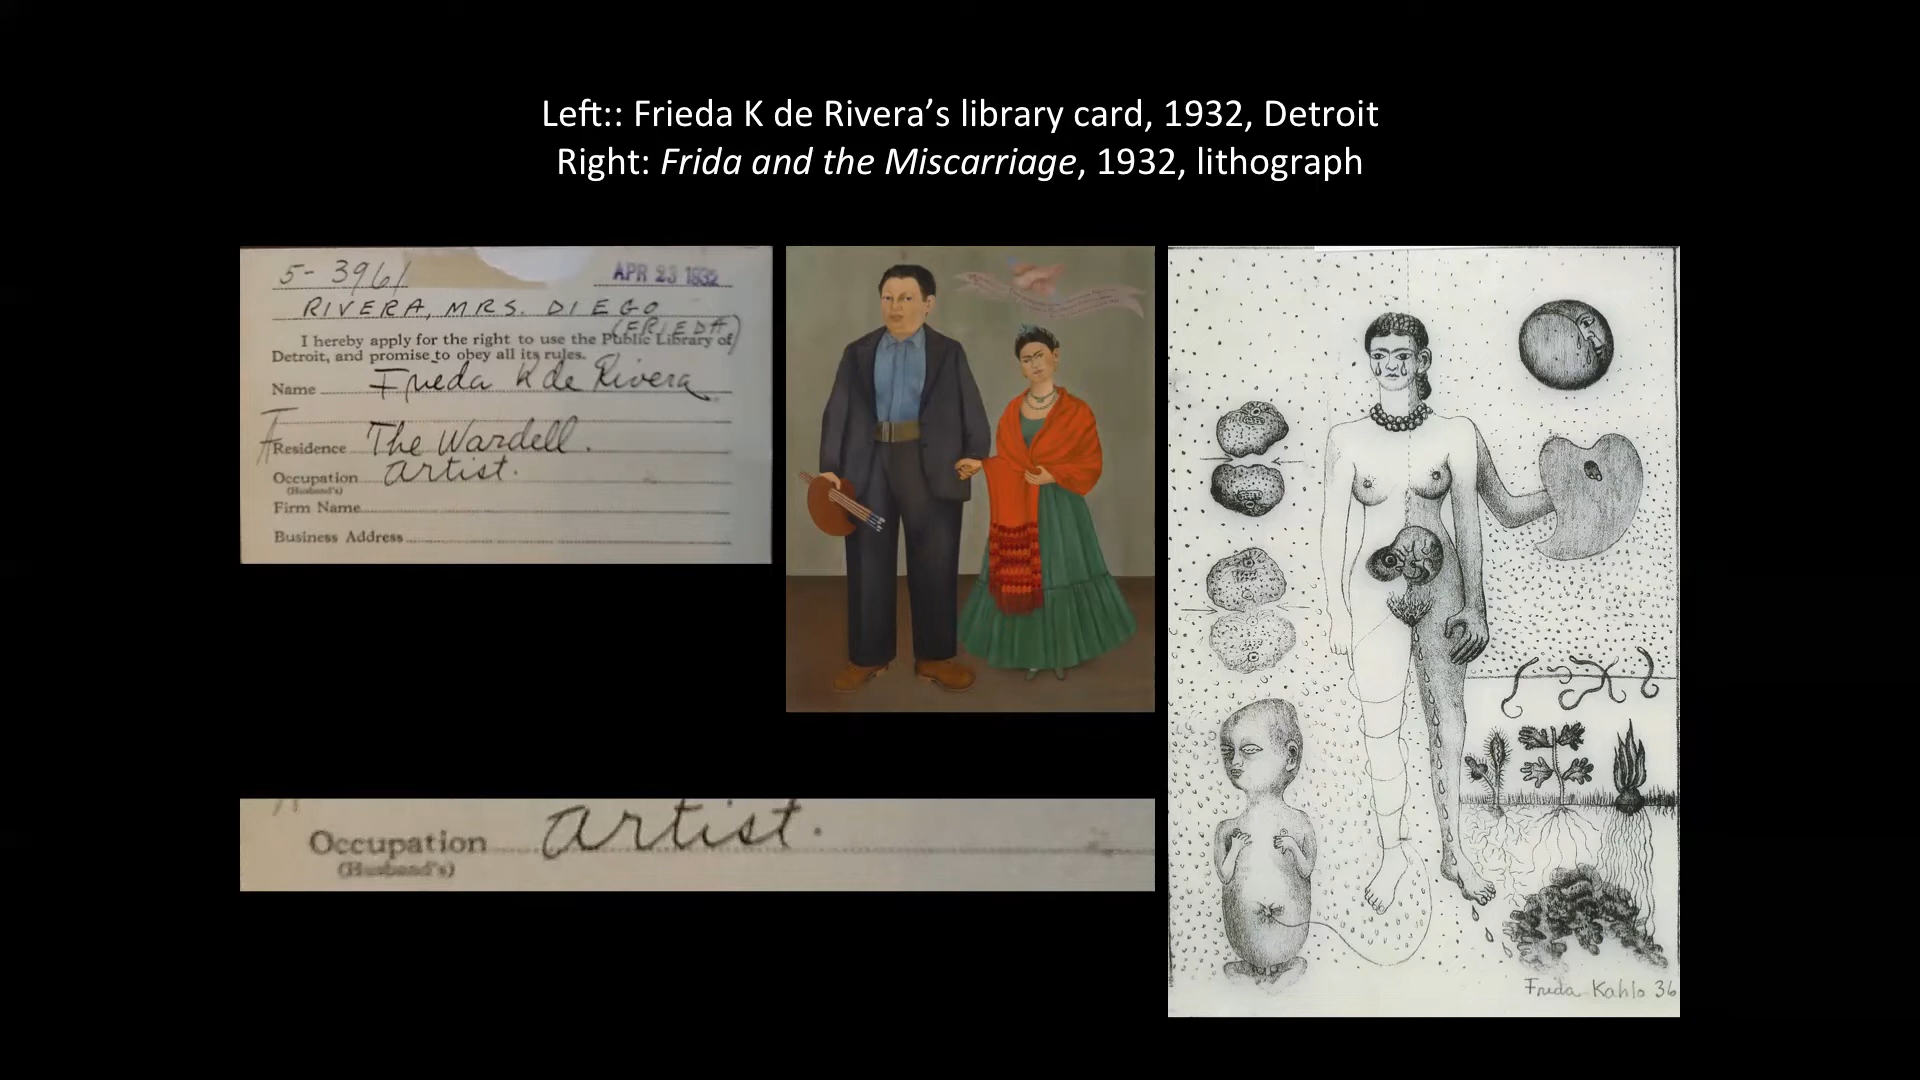 Left:: Frieda K de Rivera’s library card, 1932, Detroit
Right: Frida and the Miscarriage, 1932, lithograph
5-3961
APR 23 1932
RIVERA, MRS. DIEGO
(FRIEDA)
I hereby apply for the right to use the Public Library of
Detroit, and promise to obey all its rules.
Name Frieda K de Rivera
Residence The Wardell.
Occupation artist.
(Husband's)
Firm Name
Business Address
Occupation artist.
(Husband's)
Frida Kahlo 36